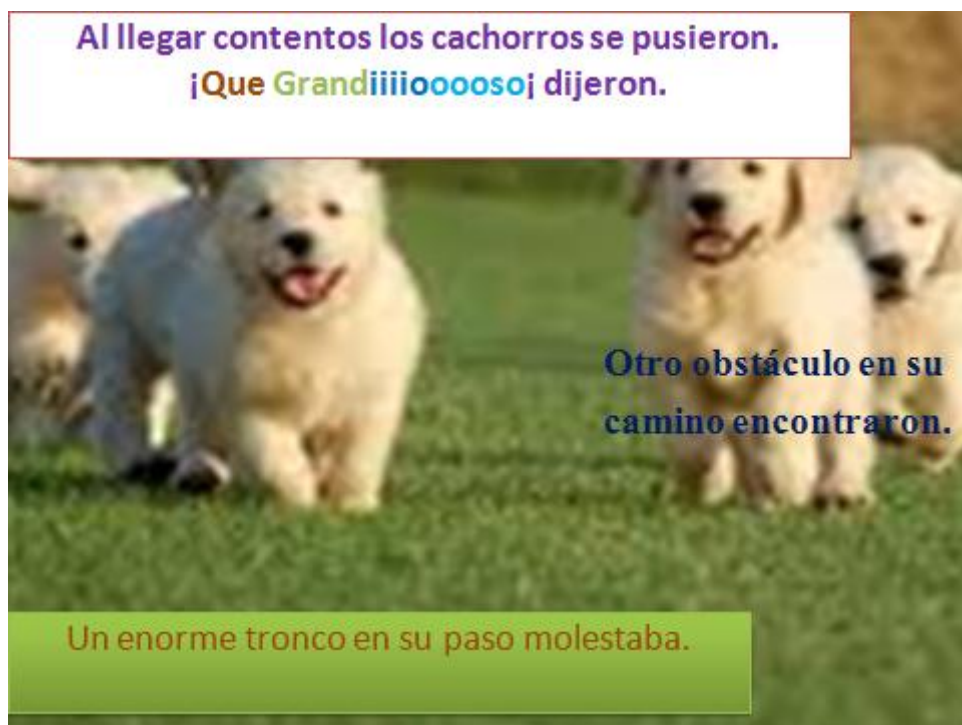 Al llegar contentos los cachorros se pusieron.
¡Que Grandiiiiooooso¡ dijeron.
Otro obstáculo en su
camino encontraron.
Un enorme tronco en su paso molestaba.